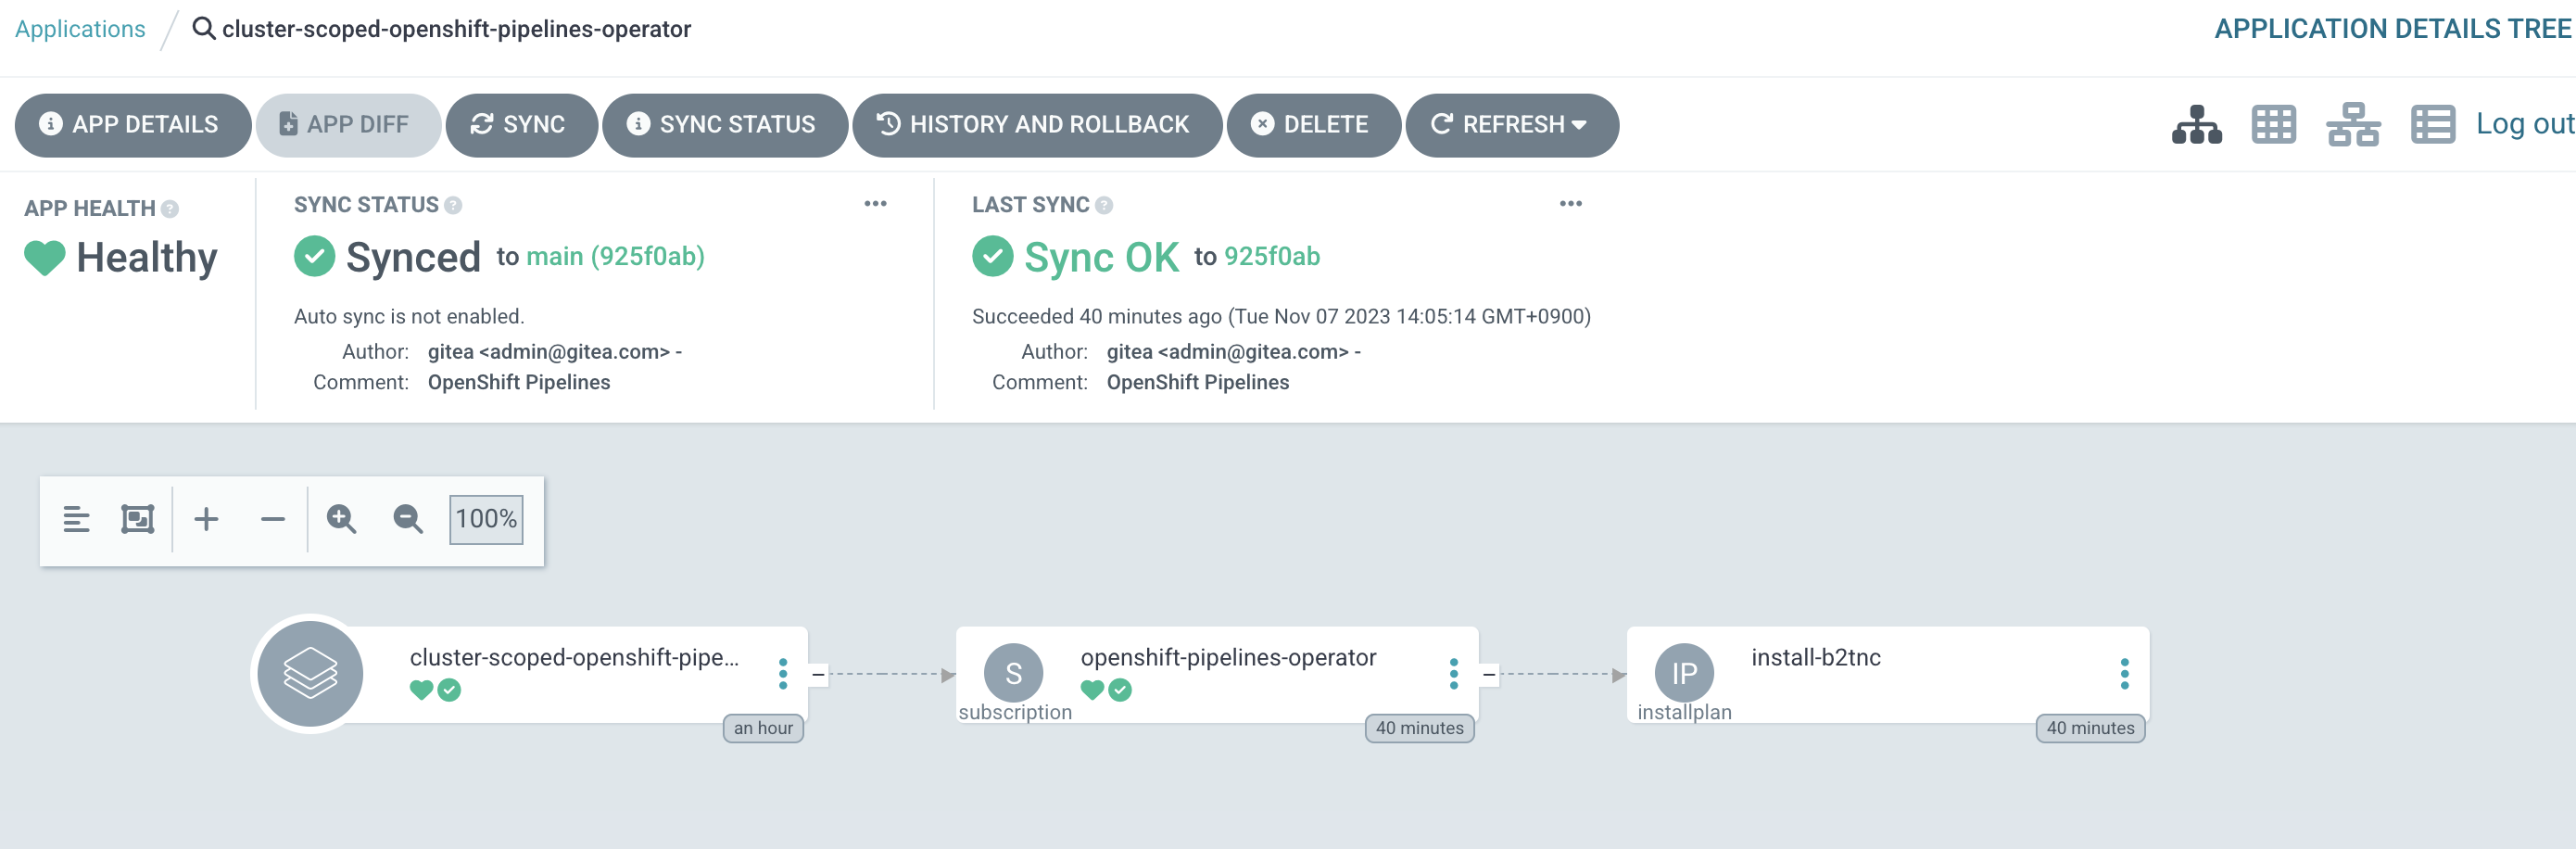 Applications / cluster-scoped-openshift-pipelines-operator
APPLICATION DETAILS TREE
APP DETAILS
APP DIFF
SYNC
SYNC STATUS
HISTORY AND ROLLBACK
DELETE
REFRESH
Log out
APP HEALTH ?
Healthy
SYNC STATUS ?
Synced to main (925f0ab)
Auto sync is not enabled.
Author: gitea <admin@gitea.com> -
Comment: OpenShift Pipelines
LAST SYNC ?
Sync OK to 925f0ab
Succeeded 40 minutes ago (Tue Nov 07 2023 14:05:14 GMT+0900)
Author: gitea <admin@gitea.com> -
Comment: OpenShift Pipelines
100%
cluster-scoped-openshift-pipe...
an hour
S
subscription
openshift-pipelines-operator
40 minutes
IP
installplan
install-b2tnc
40 minutes